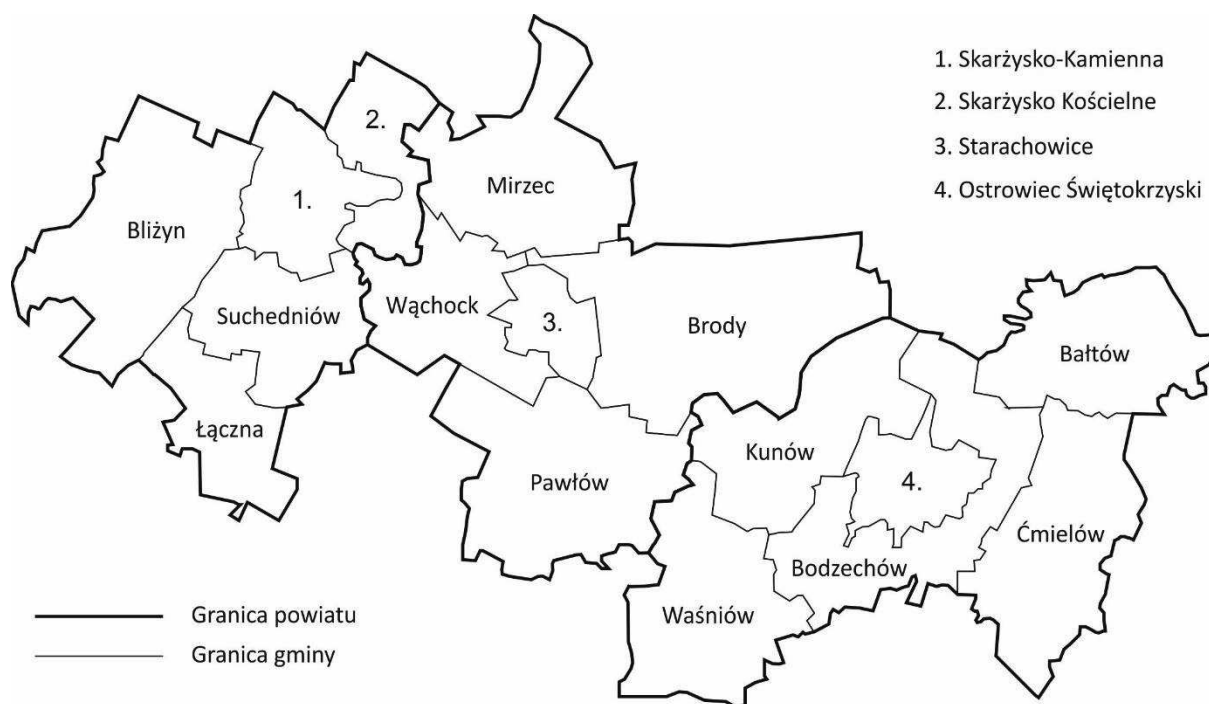 1. Skarżysko-Kamienna
2. Skarżysko Kościelne
3. Starachowice
4. Ostrowiec Świętokrzyski
2.
1.
Mirzec
Bliżyn
Suchedniów
Wąchock
3.
Brody
Bałtów
Łączna
Kunów
Pawłów
4.
Ćmielów
Bodzechów
Waśniów
Granica powiatu
Granica gminy